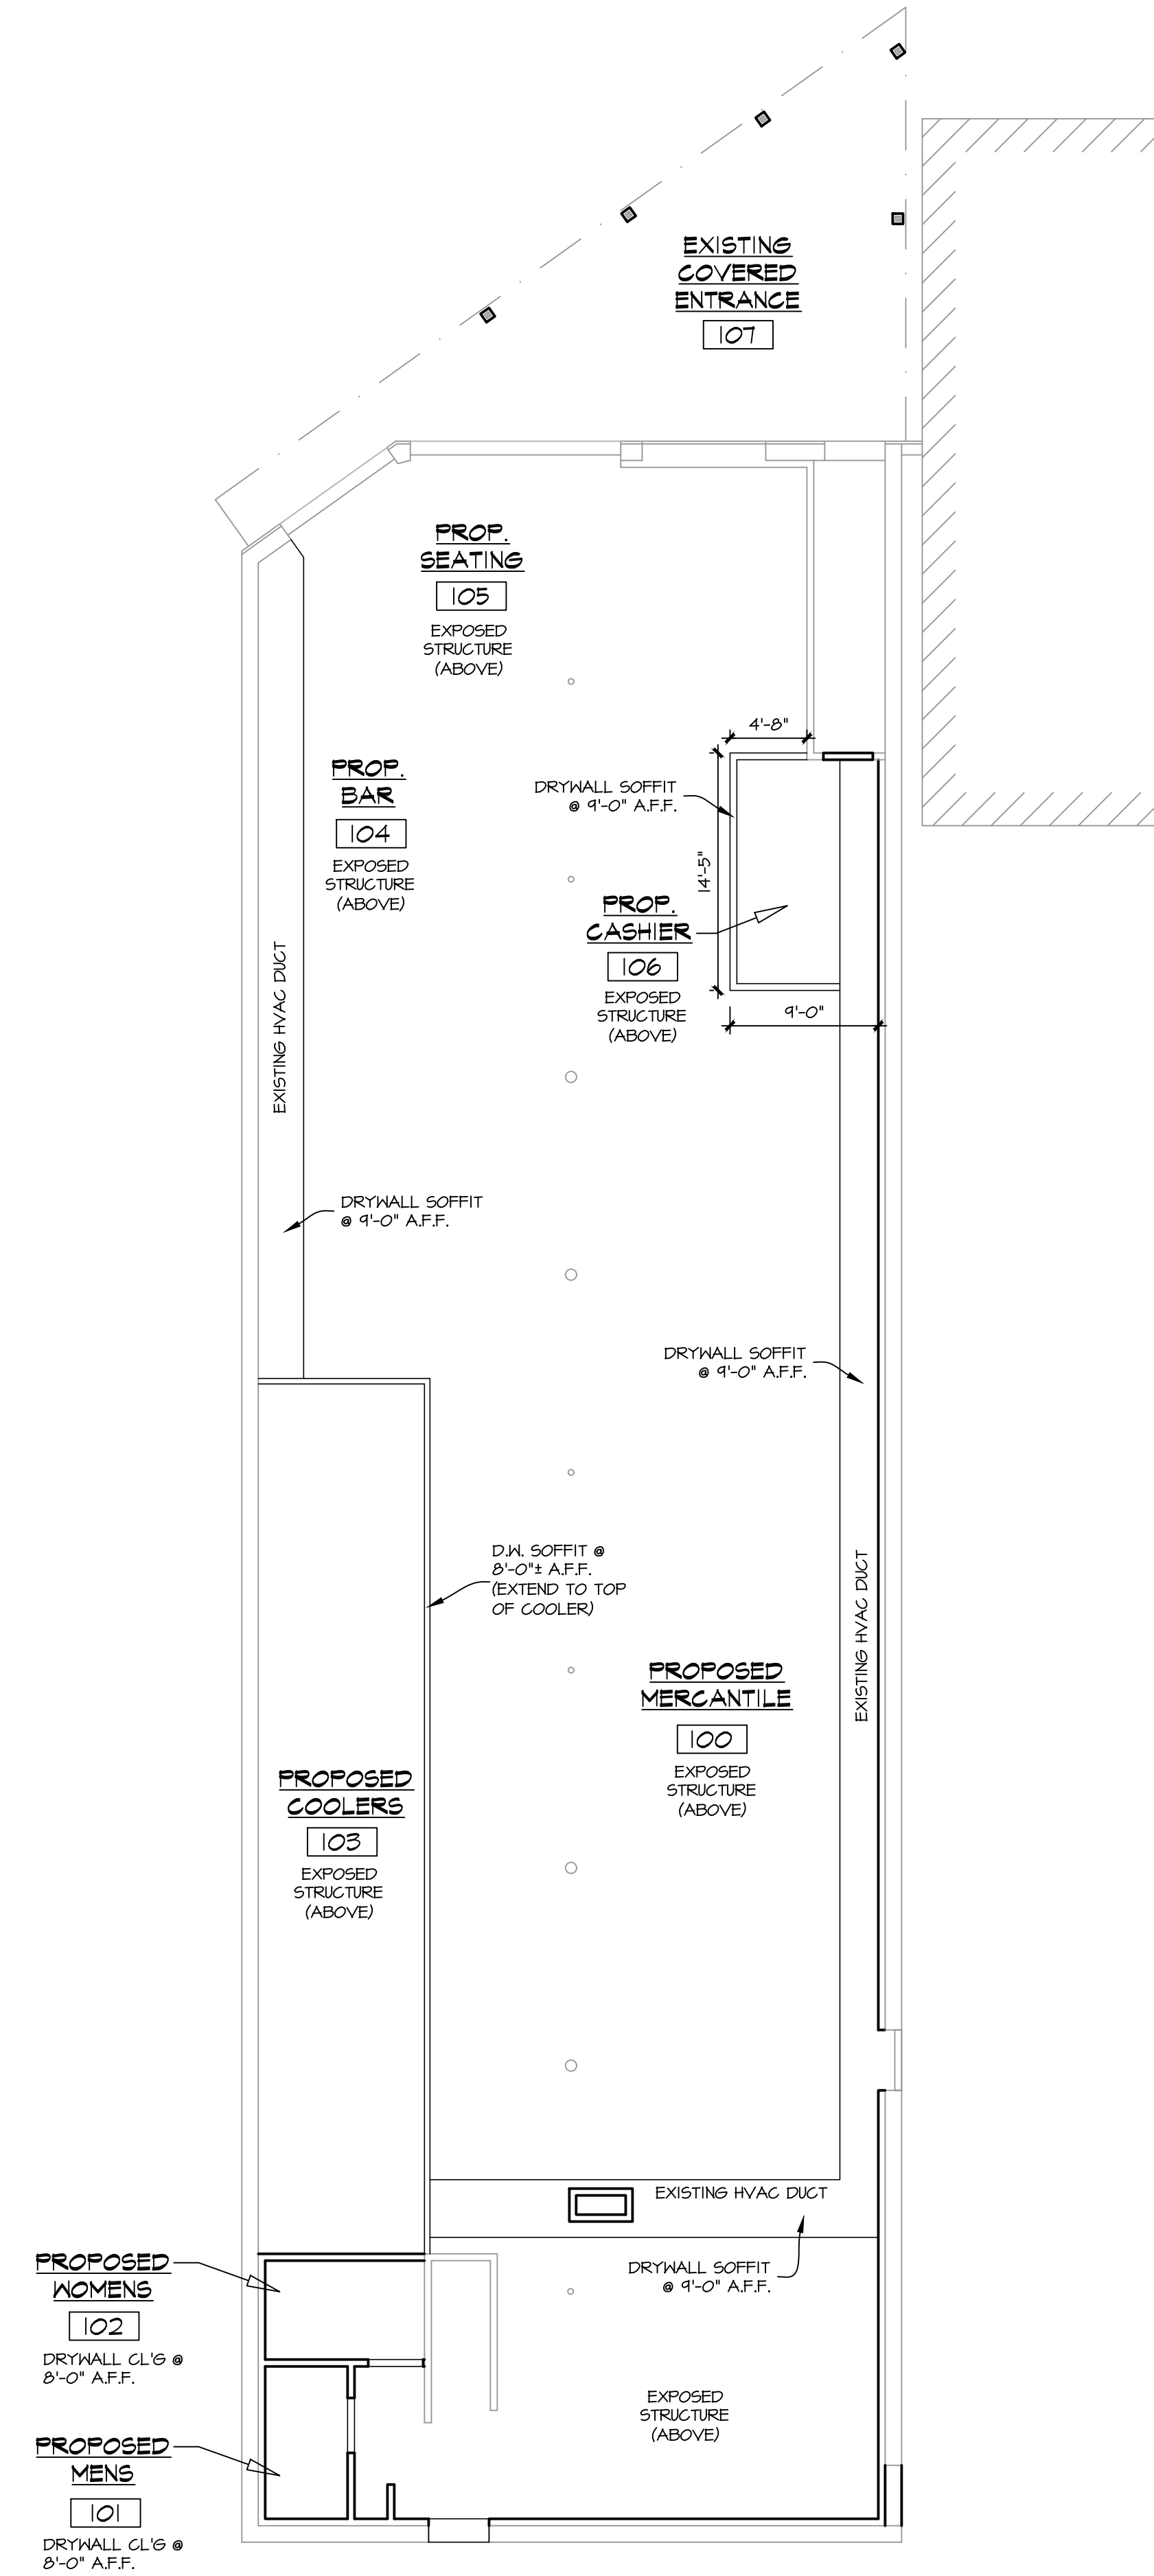 EXISTING
COVERED
ENTRANCE
107
PROP.
SEATING
105
EXPOSED
STRUCTURE
(ABOVE)
4'-8"
PROP.
BAR
104
EXPOSED
STRUCTURE
(ABOVE)
DRYWALL SOFFIT
@ 9'-0" A.F.F.
14'-5"
PROP.
CASHIER
106
EXPOSED
STRUCTURE
(ABOVE)
9'-0"
EXISTING HVAC DUCT
DRYWALL SOFFIT
@ 9'-0" A.F.F.
DRYWALL SOFFIT
@ 9'-0" A.F.F.
D.W. SOFFIT @
8'-0"± A.F.F.
(EXTEND TO TOP
OF COOLER)
EXISTING HVAC DUCT
PROPOSED
MERCANTILE
100
EXPOSED
STRUCTURE
(ABOVE)
PROPOSED
COOLERS
103
EXPOSED
STRUCTURE
(ABOVE)
EXISTING HVAC DUCT
DRYWALL SOFFIT
@ 9'-0" A.F.F.
PROPOSED
WOMENS
102
DRYWALL CL'G @
8'-0" A.F.F.
EXPOSED
STRUCTURE
(ABOVE)
PROPOSED
MENS
101
DRYWALL CL'G @
8'-0" A.F.F.